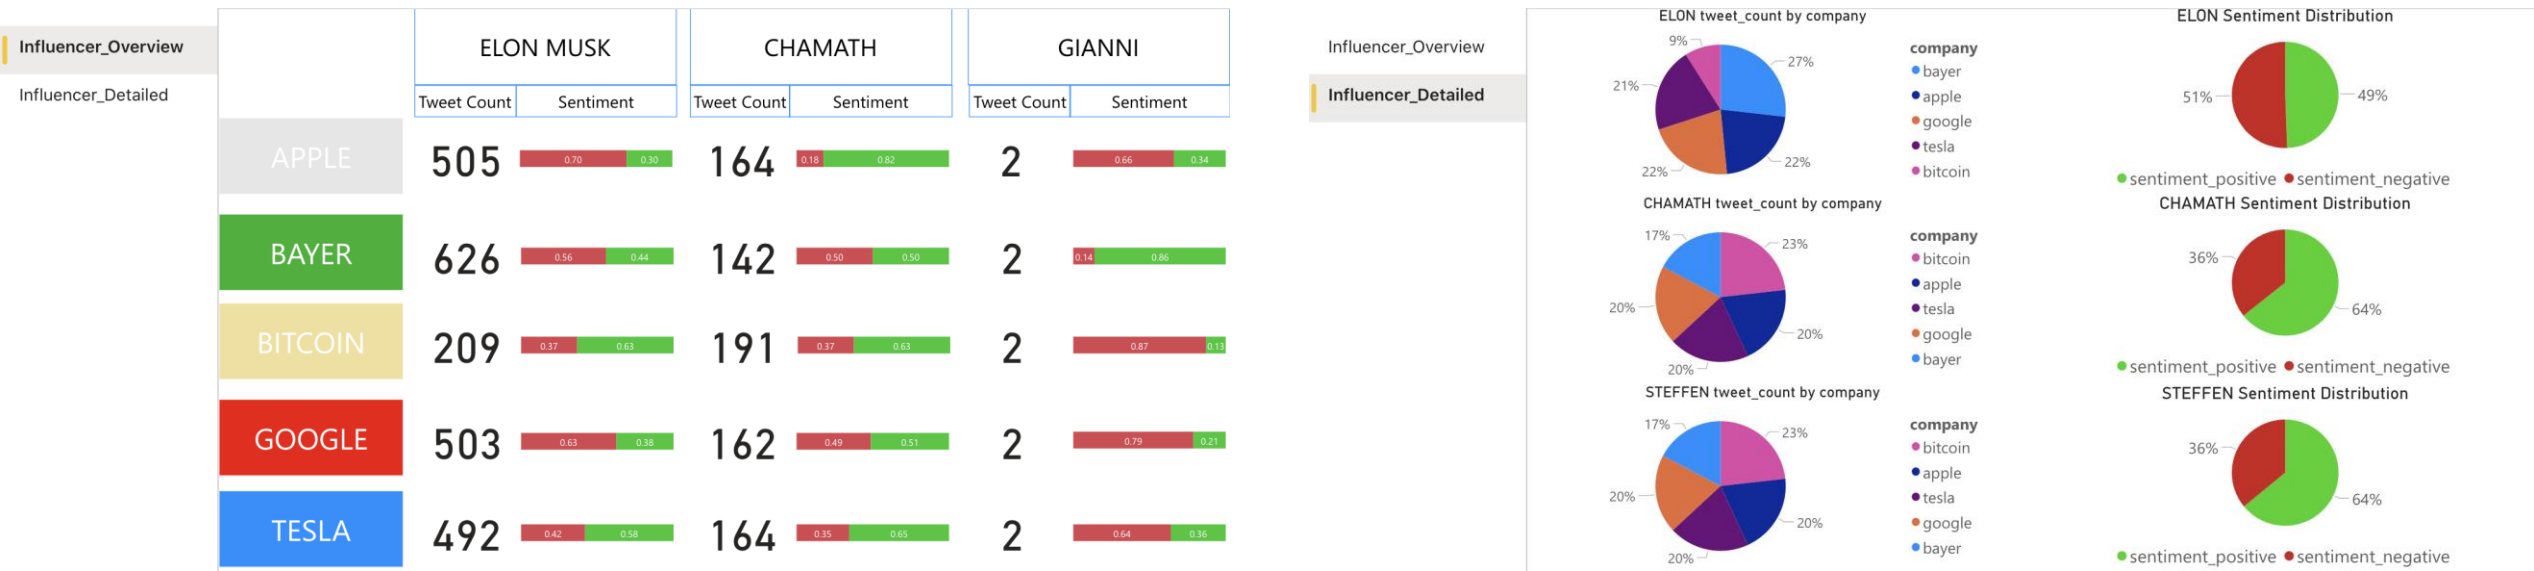 Influencer_Overview
Influencer_Detailed
ELON MUSK CHAMATH GIANNI
Tweet Count Sentiment Tweet Count Sentiment Tweet Count Sentiment
APPLE 505 0.70 0.30 164 0.18 0.82 2 0.66 0.34
BAYER 626 0.56 0.44 142 0.50 0.50 2 0.14 0.86
BITCOIN 209 0.37 0.63 191 0.37 0.63 2 0.87 0.13
GOOGLE 503 0.63 0.38 162 0.49 0.51 2 0.79 0.21
TESLA 492 0.42 0.58 164 0.35 0.65 2 0.64 0.36
Influencer_Overview
Influencer_Detailed
ELON tweet_count by company
9%
27%
21%
22%
22%
company
bayer
apple
google
tesla
bitcoin
ELON Sentiment Distribution
51%
49%
sentiment_positive sentiment_negative
CHAMATH tweet_count by company
17%
23%
20%
20%
20%
company
bitcoin
apple
tesla
google
bayer
CHAMATH Sentiment Distribution
36%
64%
sentiment_positive sentiment_negative
STEFFEN tweet_count by company
17%
23%
20%
20%
20%
company
bitcoin
apple
tesla
google
bayer
STEFFEN Sentiment Distribution
36%
64%
sentiment_positive sentiment_negative